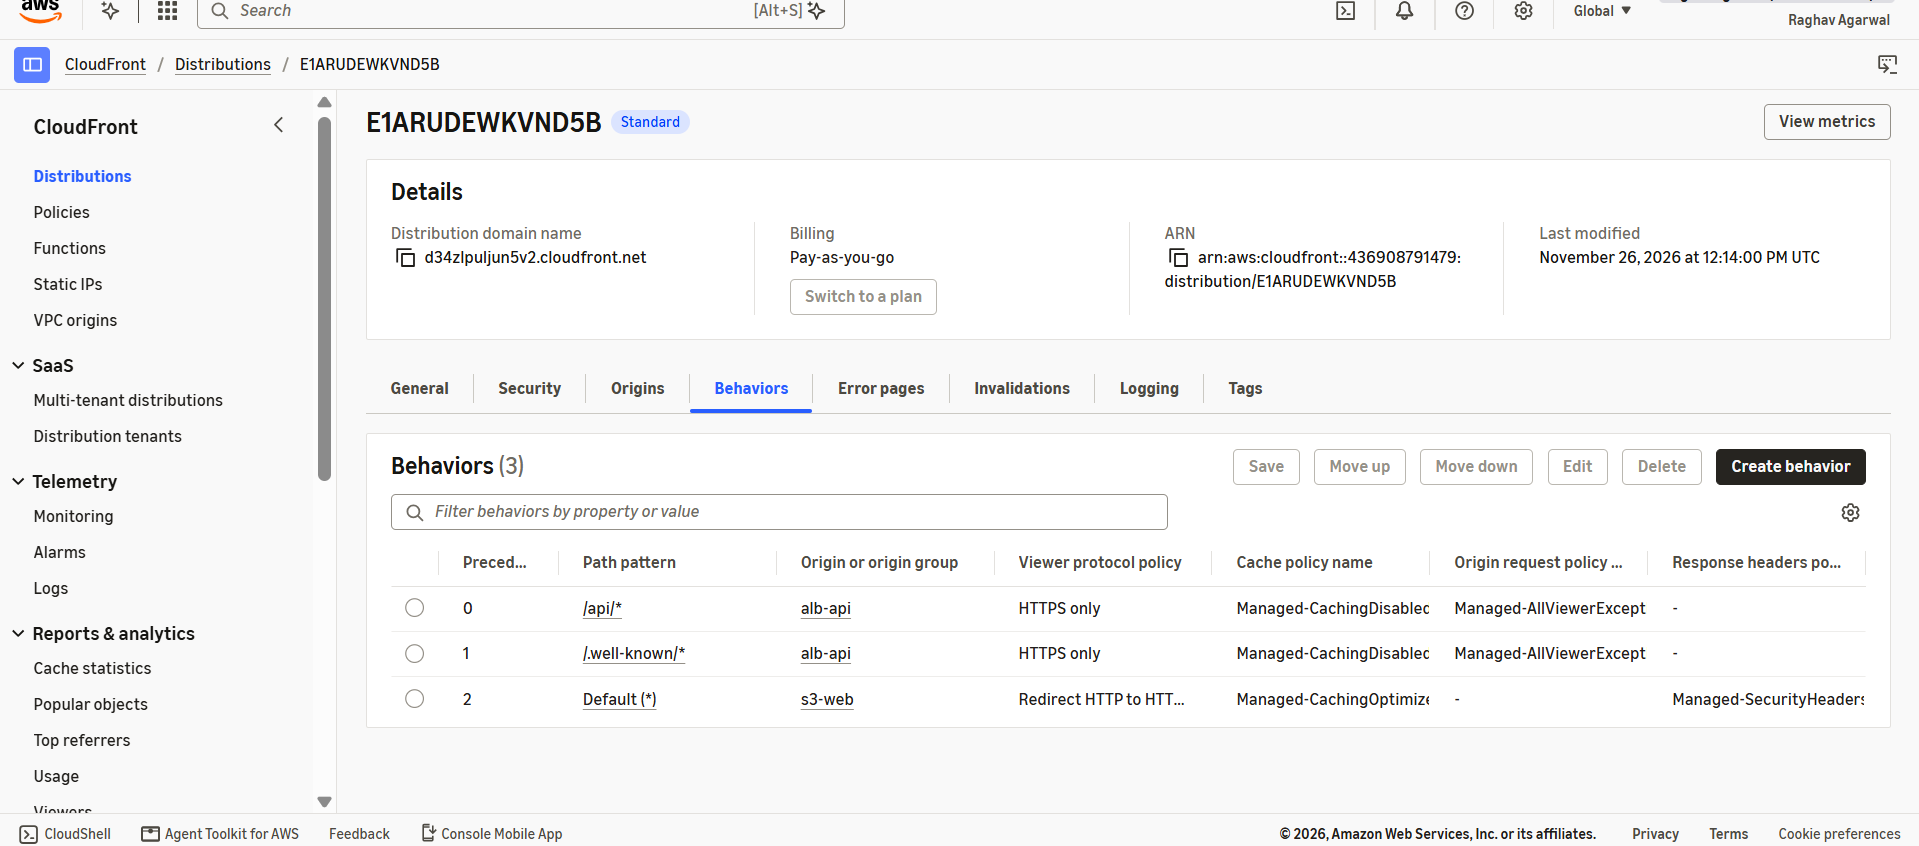 aws
Search [Alt+S]
Global
Raghav Agarwal
CloudFront / Distributions / E1ARUDEWKVND5B
CloudFront
Distributions
Policies
Functions
Static IPs
VPC origins
SaaS
Multi-tenant distributions
Distribution tenants
Telemetry
Monitoring
Alarms
Logs
Reports & analytics
Cache statistics
Popular objects
Top referrers
Usage
Viewers
E1ARUDEWKVND5B Standard
View metrics
Details
Distribution domain name
d34zlpuljun5v2.cloudfront.net
Billing
Pay-as-you-go
Switch to a plan
ARN
arn:aws:cloudfront::436908791479:
distribution/E1ARUDEWKVND5B
Last modified
November 26, 2026 at 12:14:00 PM UTC
General Security Origins Behaviors Error pages Invalidations Logging Tags
Behaviors (3)
Save Move up Move down Edit Delete Create behavior
Filter behaviors by property or value
Preced... Path pattern Origin or origin group Viewer protocol policy Cache policy name Origin request policy ... Response headers po...
0 /api/* alb-api HTTPS only Managed-CachingDisabled Managed-AllViewerExcept -
1 /.well-known/* alb-api HTTPS only Managed-CachingDisabled Managed-AllViewerExcept -
2 Default (*) s3-web Redirect HTTP to HTT... Managed-CachingOptimize - Managed-SecurityHeaders
CloudShell Agent Toolkit for AWS Feedback Console Mobile App
© 2026, Amazon Web Services, Inc. or its affiliates. Privacy Terms Cookie preferences